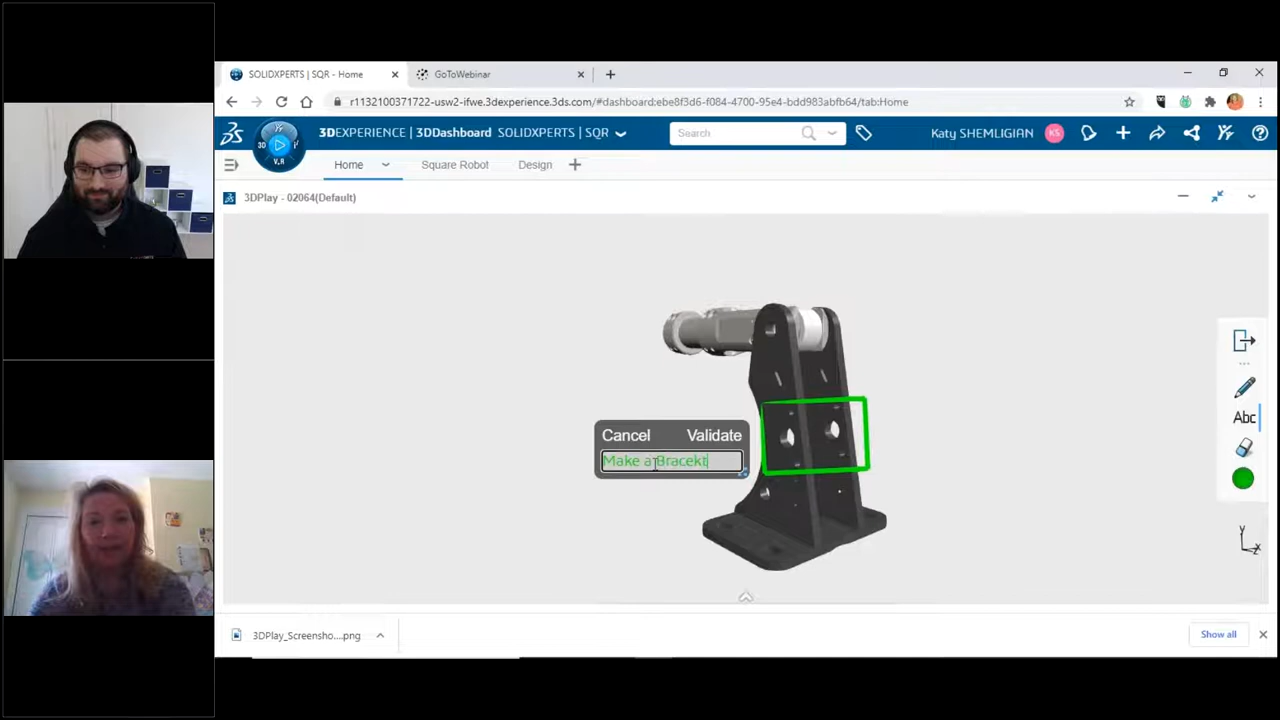 SOLIDXPERTS | SQR - Home
GoToWebinar
r1132100371722-usw2-ifwe.3dexperience.3ds.com/#dashboard:ebe8f3d6-f084-4700-95e4-bdd983abfb64/tab:Home
3D
V.R
3DEXPERIENCE | 3DDashboard SOLIDXPERTS | SQR
Search
Katy SHEMLIGIAN
KS
Home
Square Robot
Design
3DPlay - 02064(Default)
Cancel
Validate
Make a Bracekt
Abc
Y
Z
3DPlay_Screensho....png
Show all